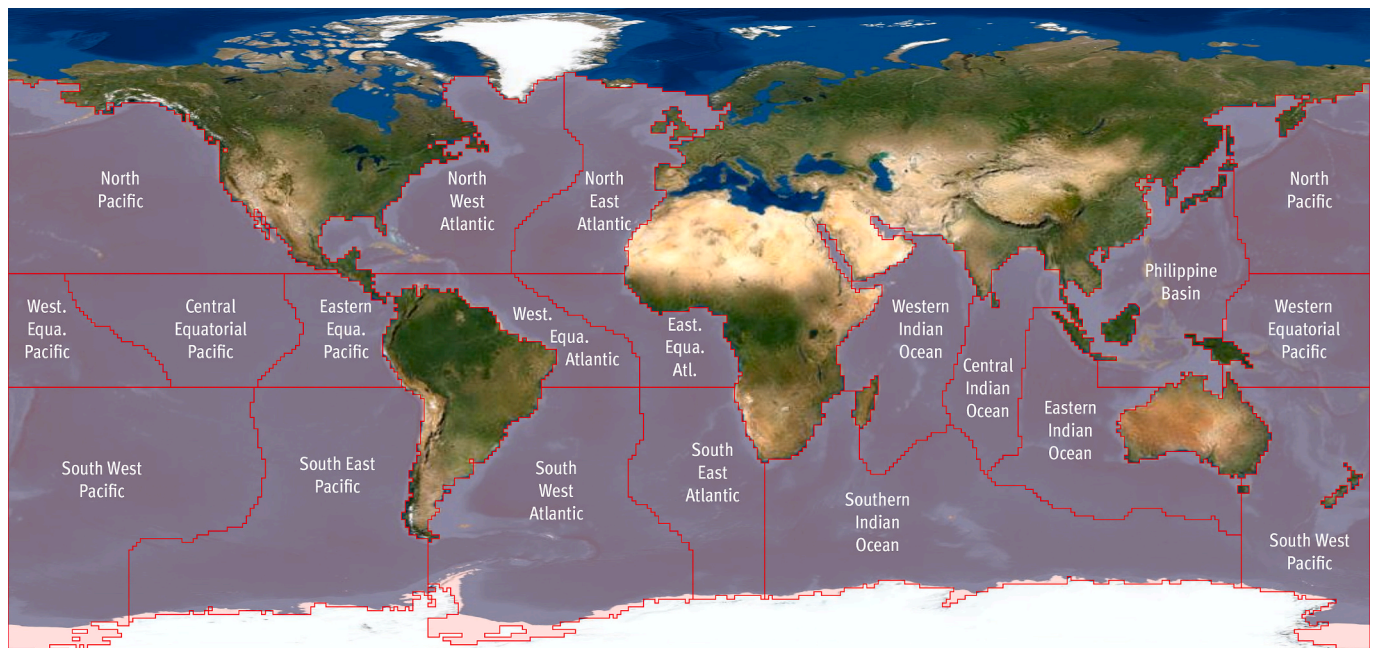 North
Pacific
North
West
Atlantic
North
East
Atlantic
North
Pacific
Philippine
Basin
West.
Equa.
Pacific
Central
Equatorial
Pacific
Eastern
Equa.
Pacific
West.
Equa.
Atlantic
East.
Equa.
Atl.
Western
Indian
Ocean
Western
Equatorial
Pacific
Central
Indian
Ocean
Eastern
Indian
Ocean
South West
Pacific
South East
Pacific
South
West
Atlantic
South
East
Atlantic
Southern
Indian
Ocean
South West
Pacific